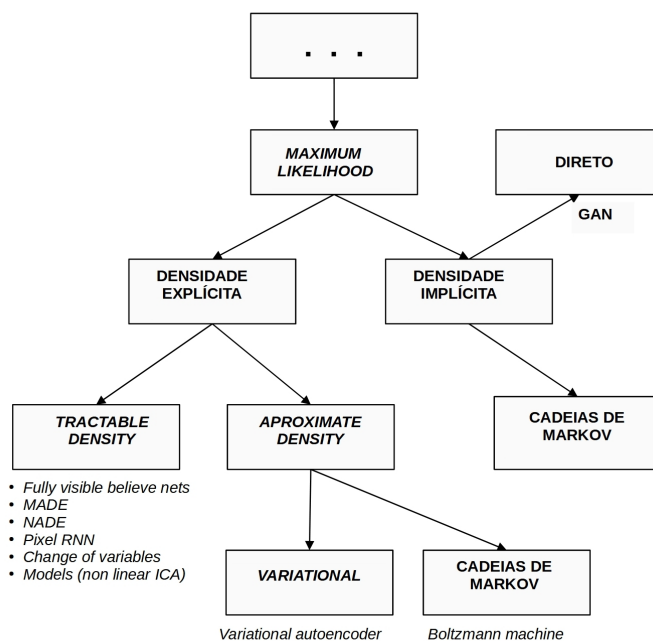 . . .
MAXIMUM
LIKELIHOOD
DIRETO
GAN
DENSIDADE
EXPLÍCITA
DENSIDADE
IMPLÍCITA
TRACTABLE
DENSITY
APROXIMATE
DENSITY
CADEIAS DE
MARKOV
• Fully visible believe nets
• MADE
• NADE
• Pixel RNN
• Change of variables
• Models (non linear ICA)
VARIATIONAL
CADEIAS DE
MARKOV
Variational autoencoder
Boltzmann machine